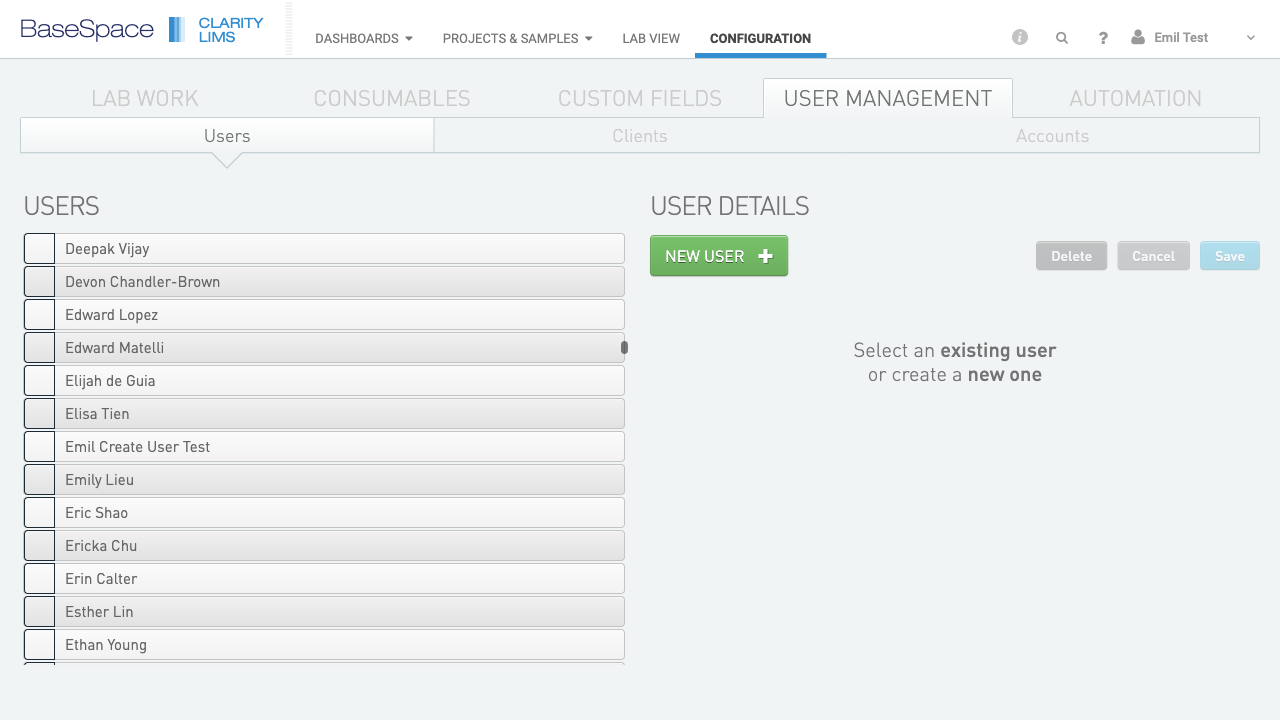 BaseSpace
CLARITY
LIMS
DASHBOARDS
PROJECTS & SAMPLES
LAB VIEW
CONFIGURATION
i
?
Emil Test
LAB WORK
CONSUMABLES
CUSTOM FIELDS
USER MANAGEMENT
AUTOMATION
Users
Clients
Accounts
USERS
Deepak Vijay
Devon Chandler-Brown
Edward Lopez
Edward Matelli
Elijah de Guia
Elisa Tien
Emil Create User Test
Emily Lieu
Eric Shao
Ericka Chu
Erin Calter
Esther Lin
Ethan Young
USER DETAILS
NEW USER
Delete
Cancel
Save
Select an existing user
or create a new one